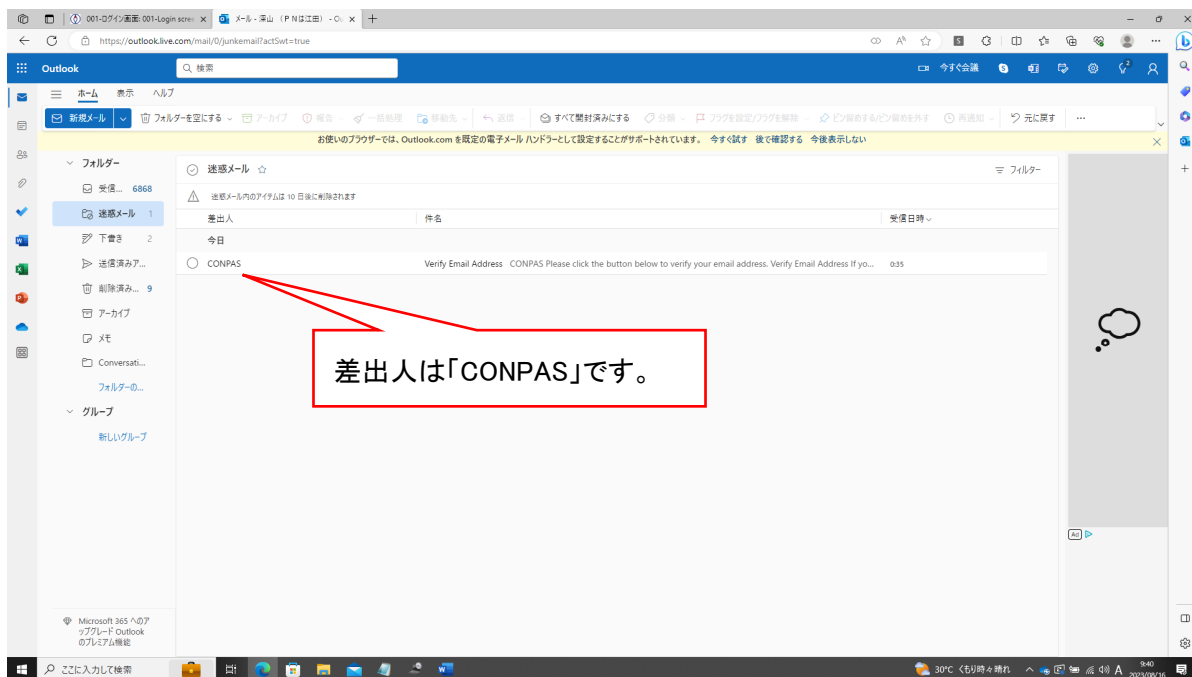 001-ログイン画面: 001-Login scree
メール - 深山 （PNは江田） - Ou
https://outlook.live.com/mail/0/junkemail?actSwt=true
Outlook
検索
今すぐ会議
2
ホーム 表示 ヘルプ
新規メール フォルダーを空にする アーカイブ 報告 一括処理 移動先 返信 すべて開封済みにする 分類 フラグを設定/フラグを解除 ピン留めする/ピン留めを外す 再通知 元に戻す
お使いのブラウザーでは、Outlook.com を既定の電子メール ハンドラーとして設定することがサポートされています。 今すぐ試す 後で確認する 今後表示しない
フォルダー
受信... 6868
迷惑メール 1
下書き 2
送信済みア...
削除済み... 9
アーカイブ
メモ
Conversati...
フォルダーの...
グループ
新しいグループ
迷惑メール
フィルター
迷惑メール内のアイテムは 10 日後に削除されます
差出人 件名 受信日時
今日
CONPAS Verify Email Address CONPAS Please click the button below to verify your email address. Verify Email Address If yo... 0:35
差出人は「CONPAS」です。
Ad
Microsoft 365 へのア
ップグレード Outlook
のプレミアム機能
ここに入力して検索
30°C くもり時々晴れ
A
9:40
2023/08/16